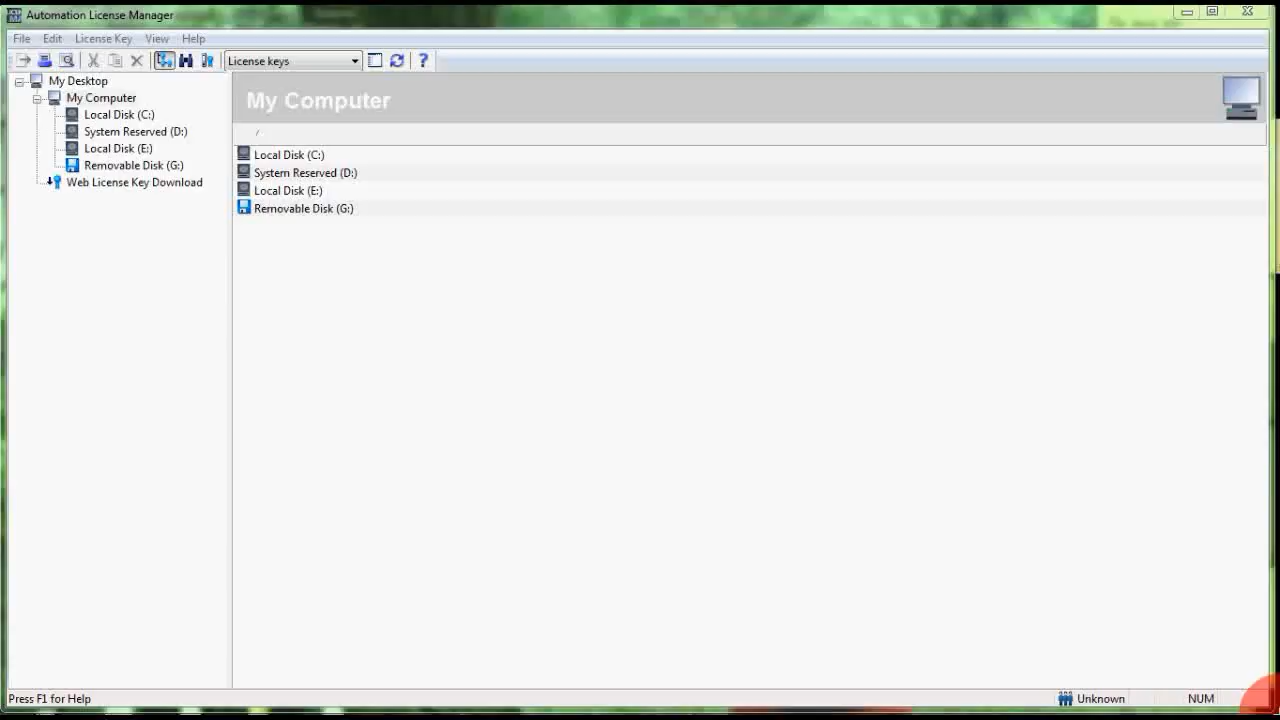 Automation License Manager
File Edit License Key View Help
License keys
My Desktop
My Computer
Local Disk (C:)
System Reserved (D:)
Local Disk (E:)
Removable Disk (G:)
Web License Key Download
My Computer
/
Local Disk (C:)
System Reserved (D:)
Local Disk (E:)
Removable Disk (G:)
Press F1 for Help
Unknown
NUM